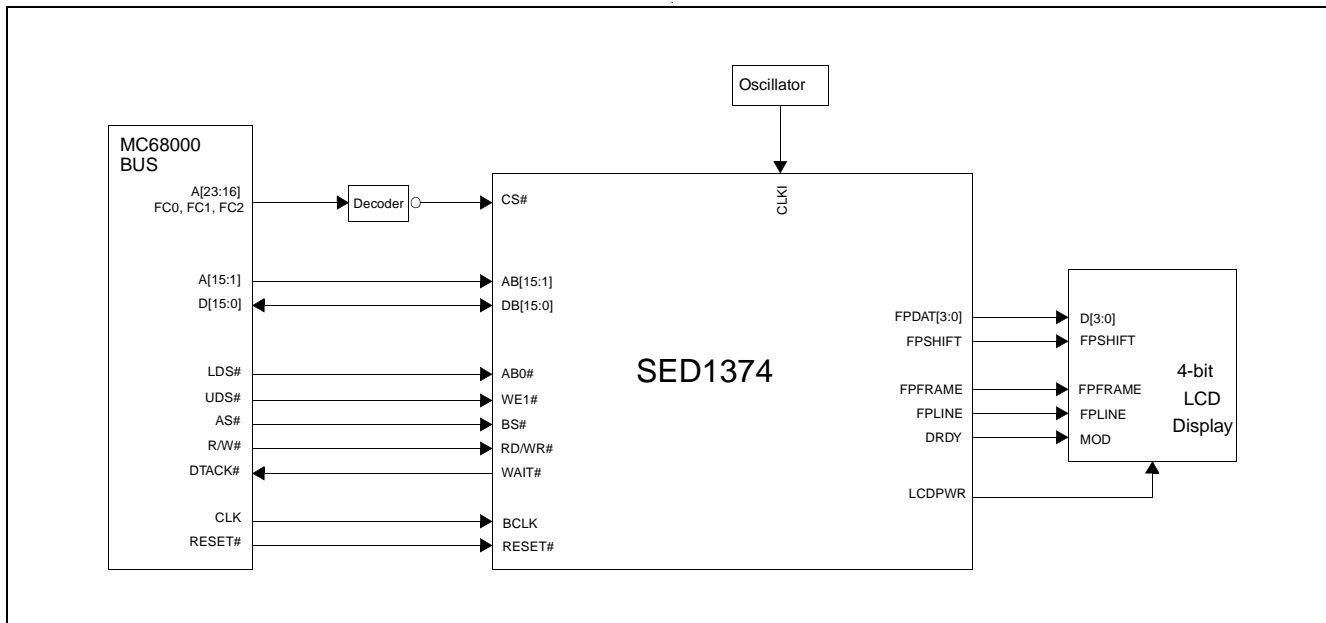 Oscillator
MC68000
BUS
A[23:16]
FC0, FC1, FC2
Decoder
CS#
CLKI
A[15:1]
AB[15:1]
D[15:0]
DB[15:0]
FPDAT[3:0]
D[3:0]
FPSHIFT
FPSHIFT
SED1374
LDS#
AB0#
4-bit
LCD
Display
UDS#
WE1#
FPFRAME
FPFRAME
AS#
BS#
FPLINE
FPLINE
R/W#
RD/WR#
DRDY
MOD
DTACK#
WAIT#
LCDPWR
CLK
BCLK
RESET#
RESET#